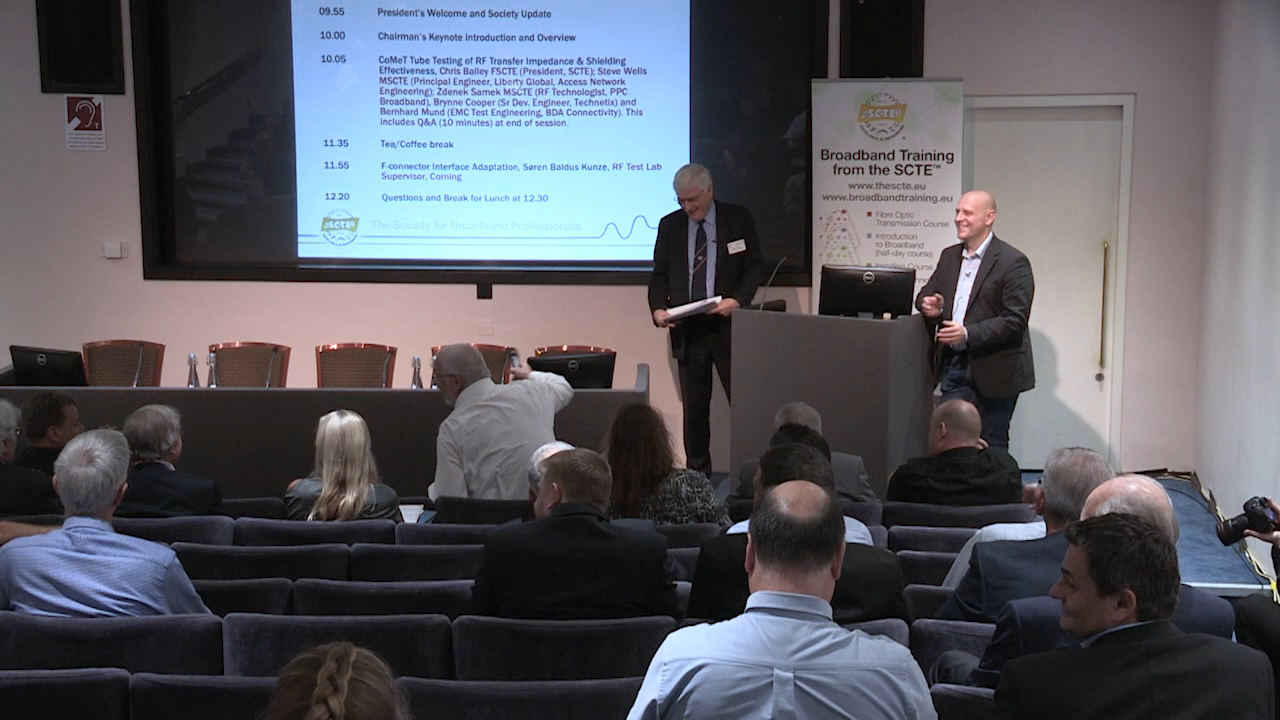 09.55 President's Welcome and Society Update
10.00 Chairman's Keynote Introduction and Overview
10.05 CoMeT Tube Testing of RF Transfer Impedance & Shielding
Effectiveness, Chris Bailey FSCTE (President, SCTE); Steve Wells
MSCTE (Principal Engineer, Liberty Global, Access Network
Engineering); Zdenek Samek MSCTE (RF Technologist, PPC
Broadband), Brynne Cooper (Sr Dev. Engineer, Technetix) and
Bernhard Mund (EMC Test Engineering, BDA Connectivity). This
includes Q&A (10 minutes) at end of session.
11.35 Tea/Coffee break
11.55 F-connector Interface Adaptation, Søren Baldus Kunze, RF Test Lab
Supervisor, Corning
12.20 Questions and Break for Lunch at 12.30
SCTE
The Society for Broadband Professionals
SCTE
Broadband Training
from the SCTE™
www.thescte.eu
www.broadbandtraining.eu
Fibre Optic
Transmission Course
Introduction
to Broadband
(half-day course)
Installers Course
DELL
DELL
DELL